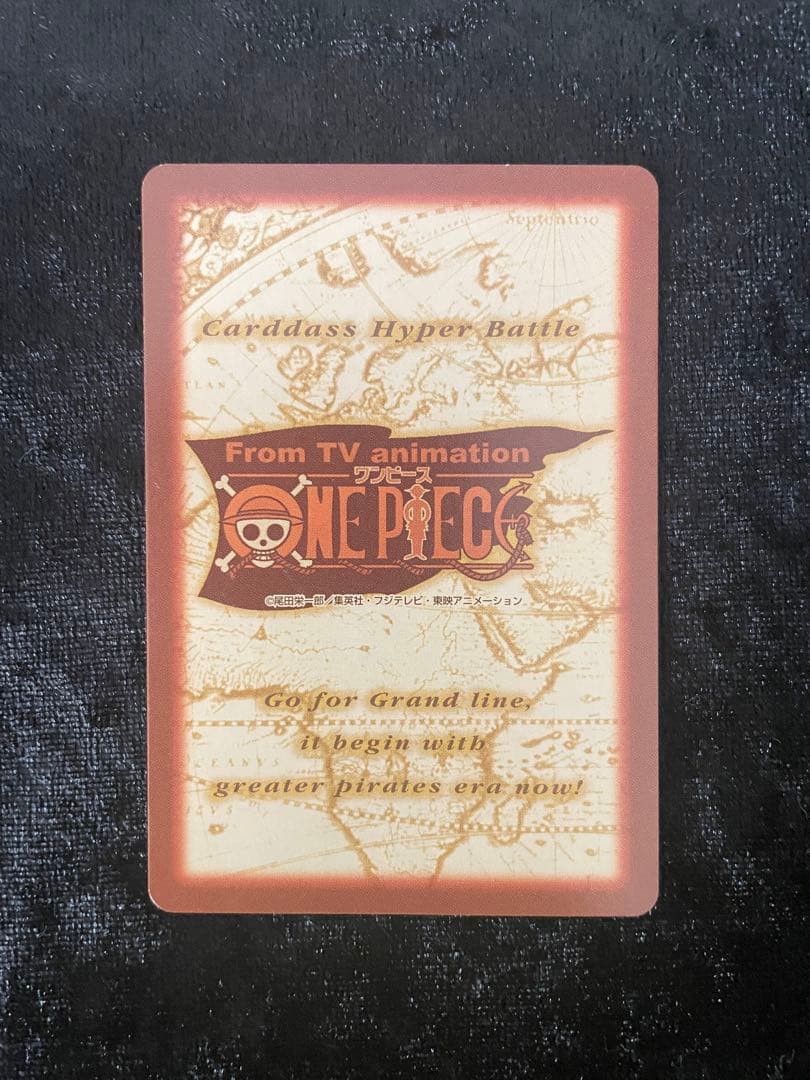 Septentrio
Carddass Hyper Battle
From TV animation
ワンピース
ONE PIECE
©尾田栄一郎／集英社・フジテレビ・東映アニメーション
Go for Grand line,
it begin with
greater pirates era now!